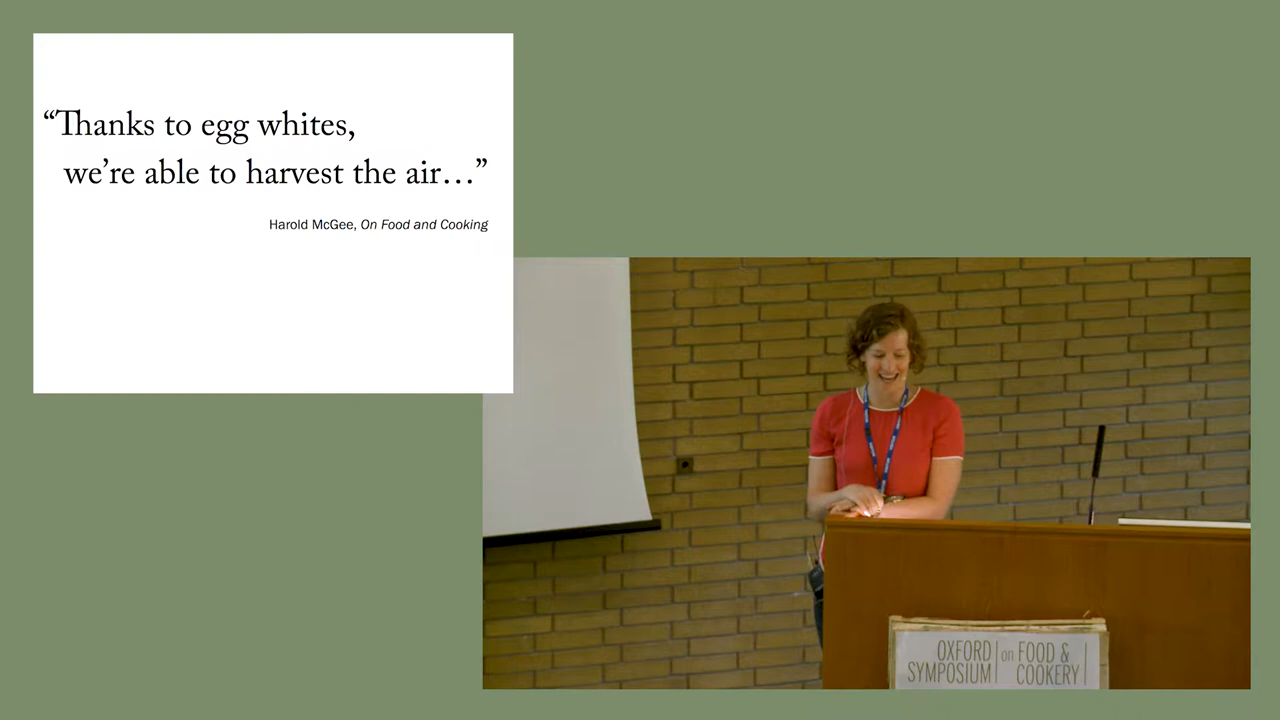 “Thanks to egg whites,
we’re able to harvest the air…”
Harold McGee, On Food and Cooking
OXFORD SYMPOSIUM
on FOOD & COOKERY